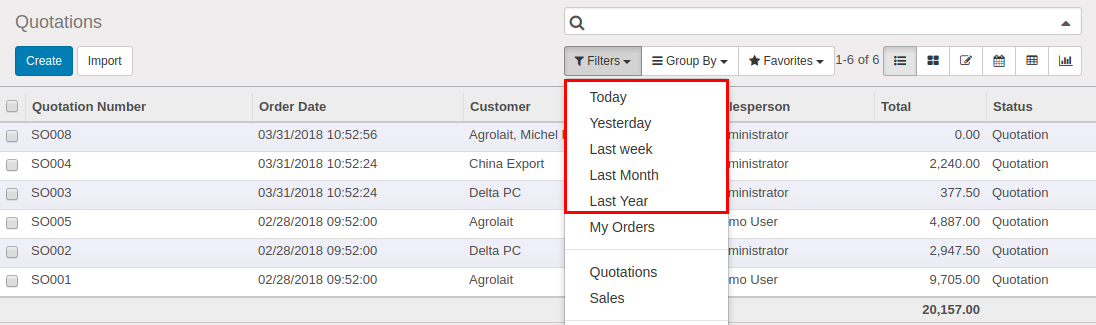 Quotations
Create Import
Filters Group By Favorites 1-6 of 6
Today
Yesterday
Last week
Last Month
Last Year
My Orders
Quotations
Sales
Quotation Number Order Date Customer lesperson Total Status
SO008 03/31/2018 10:52:56 Agrolait, Michel ministrator 0.00 Quotation
SO004 03/31/2018 10:52:24 China Export ministrator 2,240.00 Quotation
SO003 03/31/2018 10:52:24 Delta PC ministrator 377.50 Quotation
SO005 02/28/2018 09:52:00 Agrolait mo User 4,887.00 Quotation
SO002 02/28/2018 09:52:00 Delta PC ministrator 2,947.50 Quotation
SO001 02/28/2018 09:52:00 Agrolait mo User 9,705.00 Quotation
20,157.00